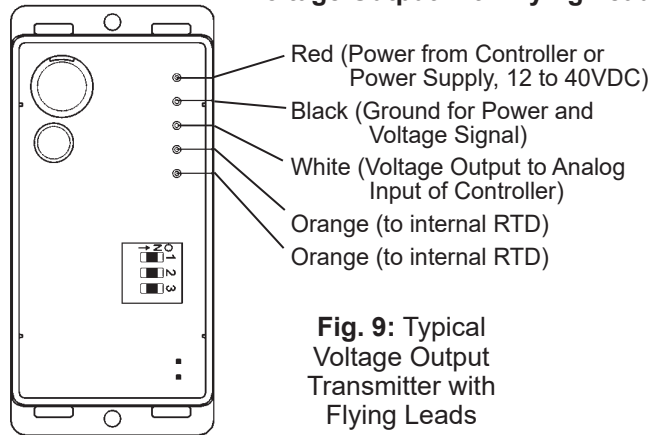 Red (Power from Controller or
Power Supply, 12 to 40VDC)
Black (Ground for Power and
Voltage Signal)
White (Voltage Output to Analog
Input of Controller)
Orange (to internal RTD)
Orange (to internal RTD)
O N →
1
2
3
Fig. 9: Typical
Voltage Output
Transmitter with
Flying Leads